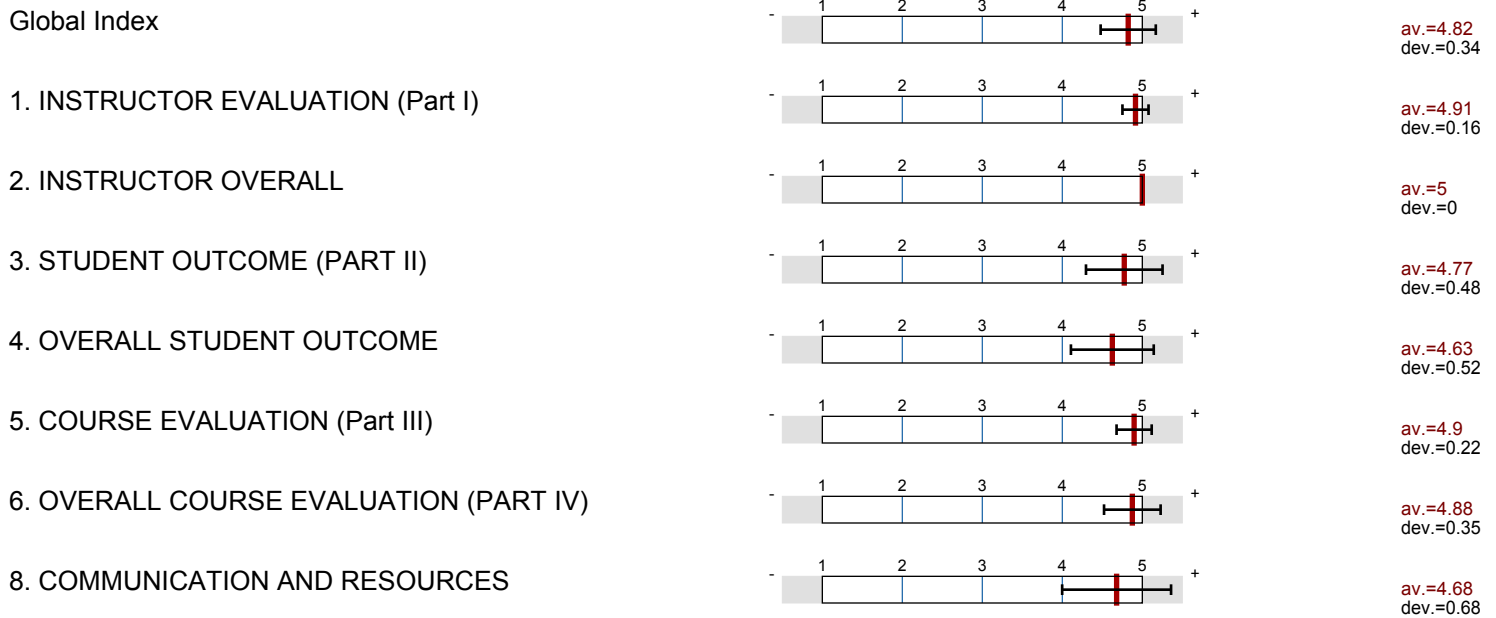 Global Index
- 1 2 3 4 5 +
av.=4.82
dev.=0.34
1. INSTRUCTOR EVALUATION (Part I)
- 1 2 3 4 5 +
av.=4.91
dev.=0.16
2. INSTRUCTOR OVERALL
- 1 2 3 4 5 +
av.=5
dev.=0
3. STUDENT OUTCOME (PART II)
- 1 2 3 4 5 +
av.=4.77
dev.=0.48
4. OVERALL STUDENT OUTCOME
- 1 2 3 4 5 +
av.=4.63
dev.=0.52
5. COURSE EVALUATION (Part III)
- 1 2 3 4 5 +
av.=4.9
dev.=0.22
6. OVERALL COURSE EVALUATION (PART IV)
- 1 2 3 4 5 +
av.=4.88
dev.=0.35
8. COMMUNICATION AND RESOURCES
- 1 2 3 4 5 +
av.=4.68
dev.=0.68